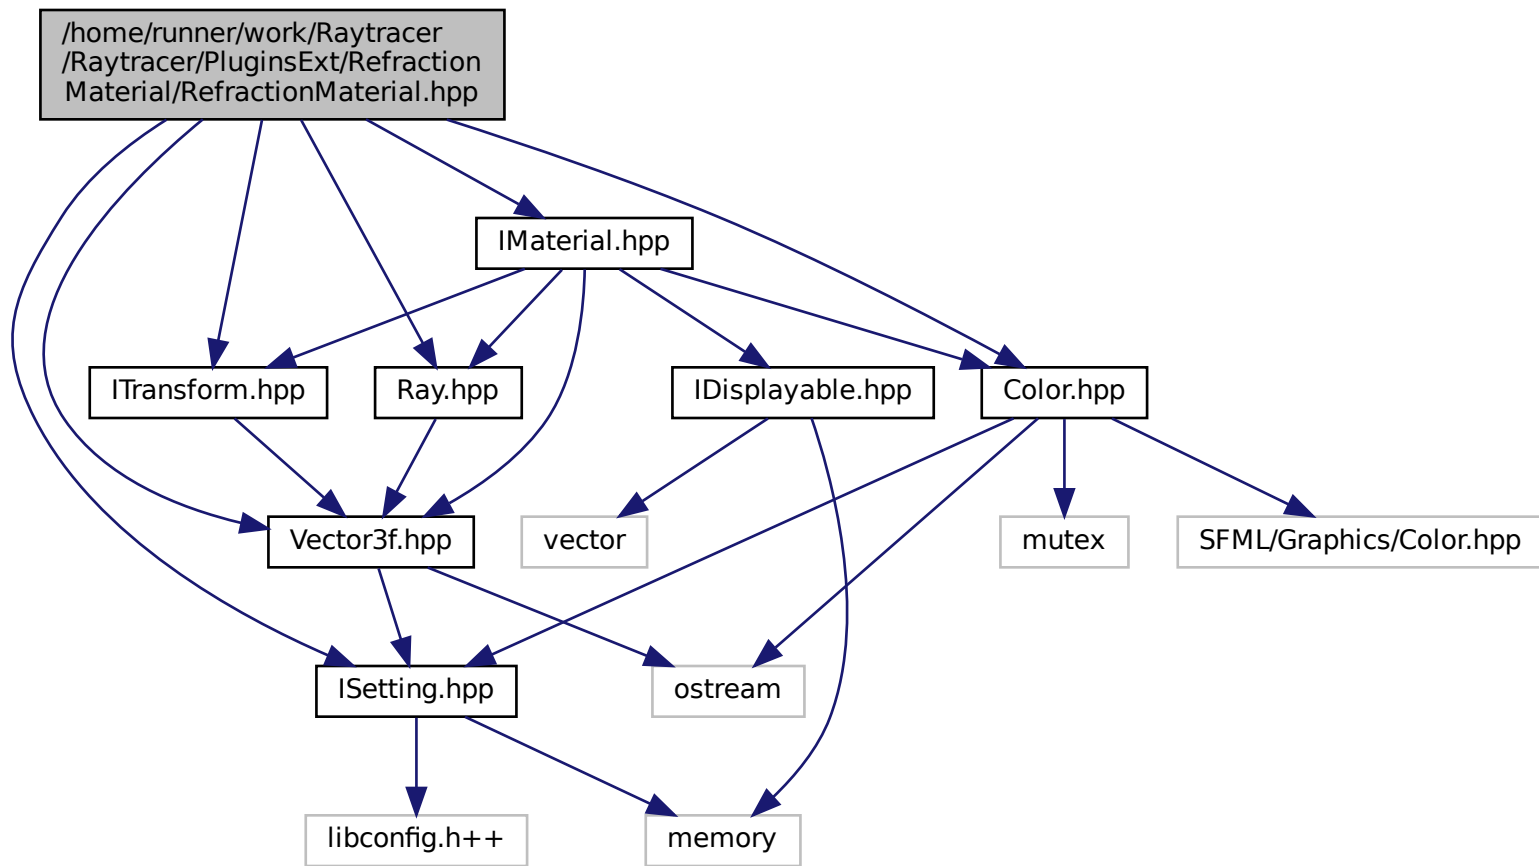 /home/runner/work/Raytracer
/Raytracer/PluginsExt/Refraction
Material/RefractionMaterial.hpp
IMaterial.hpp
ITransform.hpp
Ray.hpp
IDisplayable.hpp
Color.hpp
Vector3f.hpp
vector
mutex
SFML/Graphics/Color.hpp
ISetting.hpp
ostream
libconfig.h++
memory